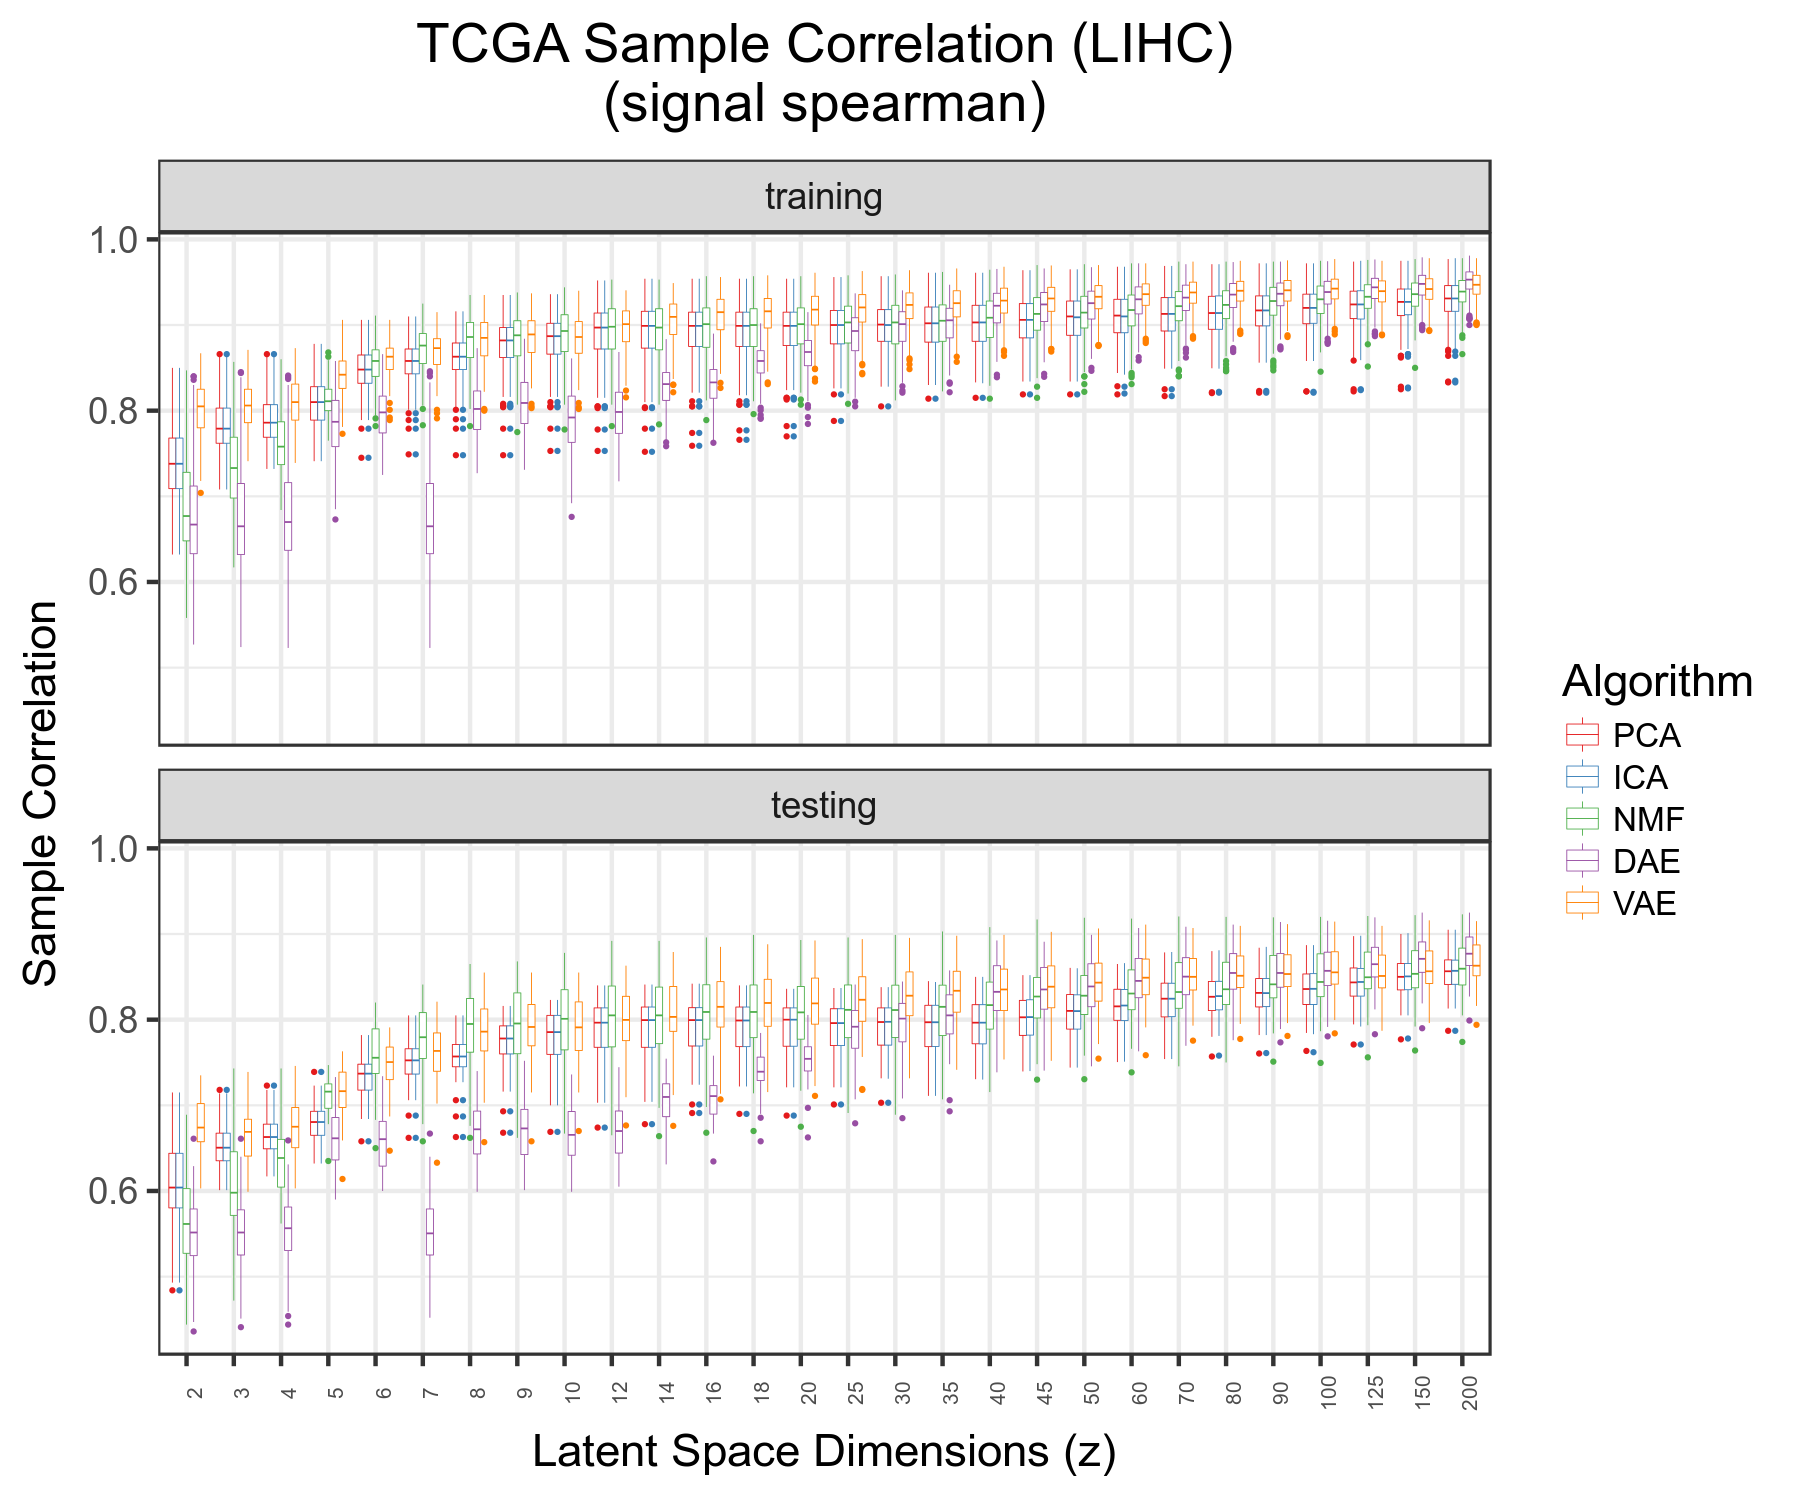 TCGA Sample Correlation (LIHC)
(signal spearman)
training
1.0
0.8
0.6
Sample Correlation
testing
1.0
0.8
0.6
2 3 4 5 6 7 8 9 10 12 14 16 18 20 25 30 35 40 45 50 60 70 80 90 100 125 150 200
Latent Space Dimensions (z)
Algorithm
PCA
ICA
NMF
DAE
VAE